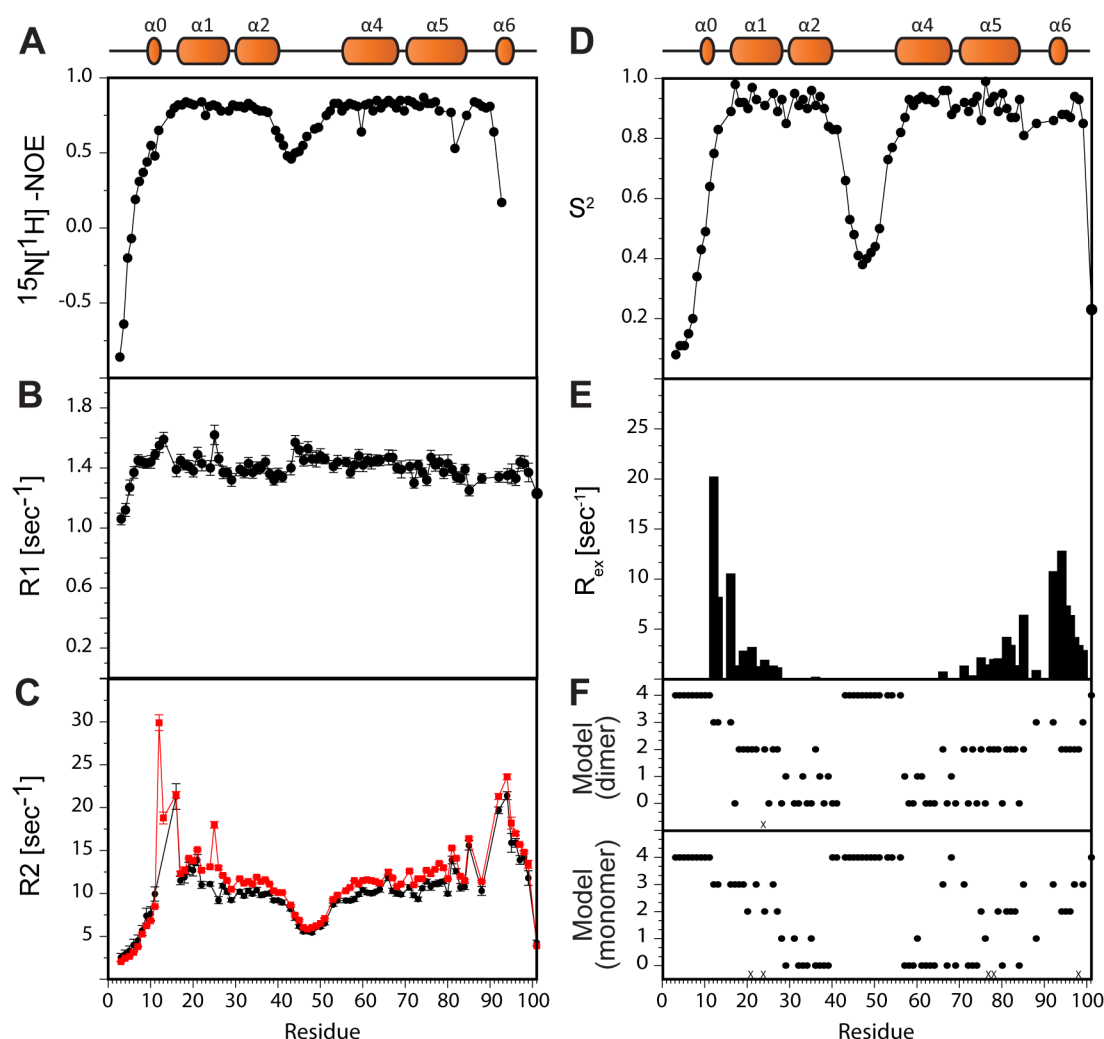 A
α0 α1 α2 α4 α5 α6
1.0
0.5
0.0
-0.5
15N[1H] -NOE
B
1.8
1.4
1.0
0.6
0.2
R1 [sec-1]
C
30
25
20
15
10
5
R2 [sec-1]
0 10 20 30 40 50 60 70 80 90 100
Residue
D
α0 α1 α2 α4 α5 α6
1.0
0.8
0.6
0.4
0.2
S2
E
25
20
15
10
5
Rex [sec-1]
F
4
3
2
1
0
Model
(dimer)
x
4
3
2
1
0
Model
(monomer)
x x x x x
0 10 20 30 40 50 60 70 80 90 100
Residue